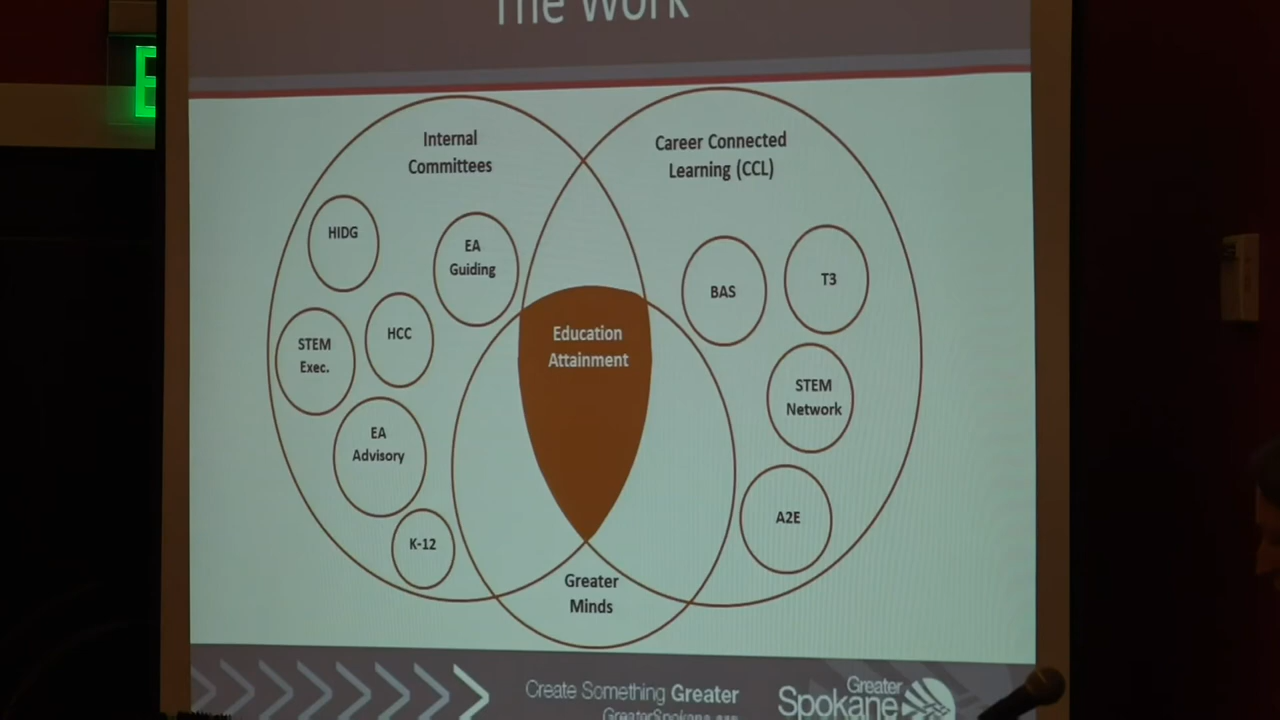 The Work
Internal
Committees
Career Connected
Learning (CCL)
HIDG
EA
Guiding
BAS
T3
STEM
Exec.
HCC
Education
Attainment
STEM
Network
EA
Advisory
A2E
K-12
Greater
Minds
Create Something Greater
Greater
Spokane
E